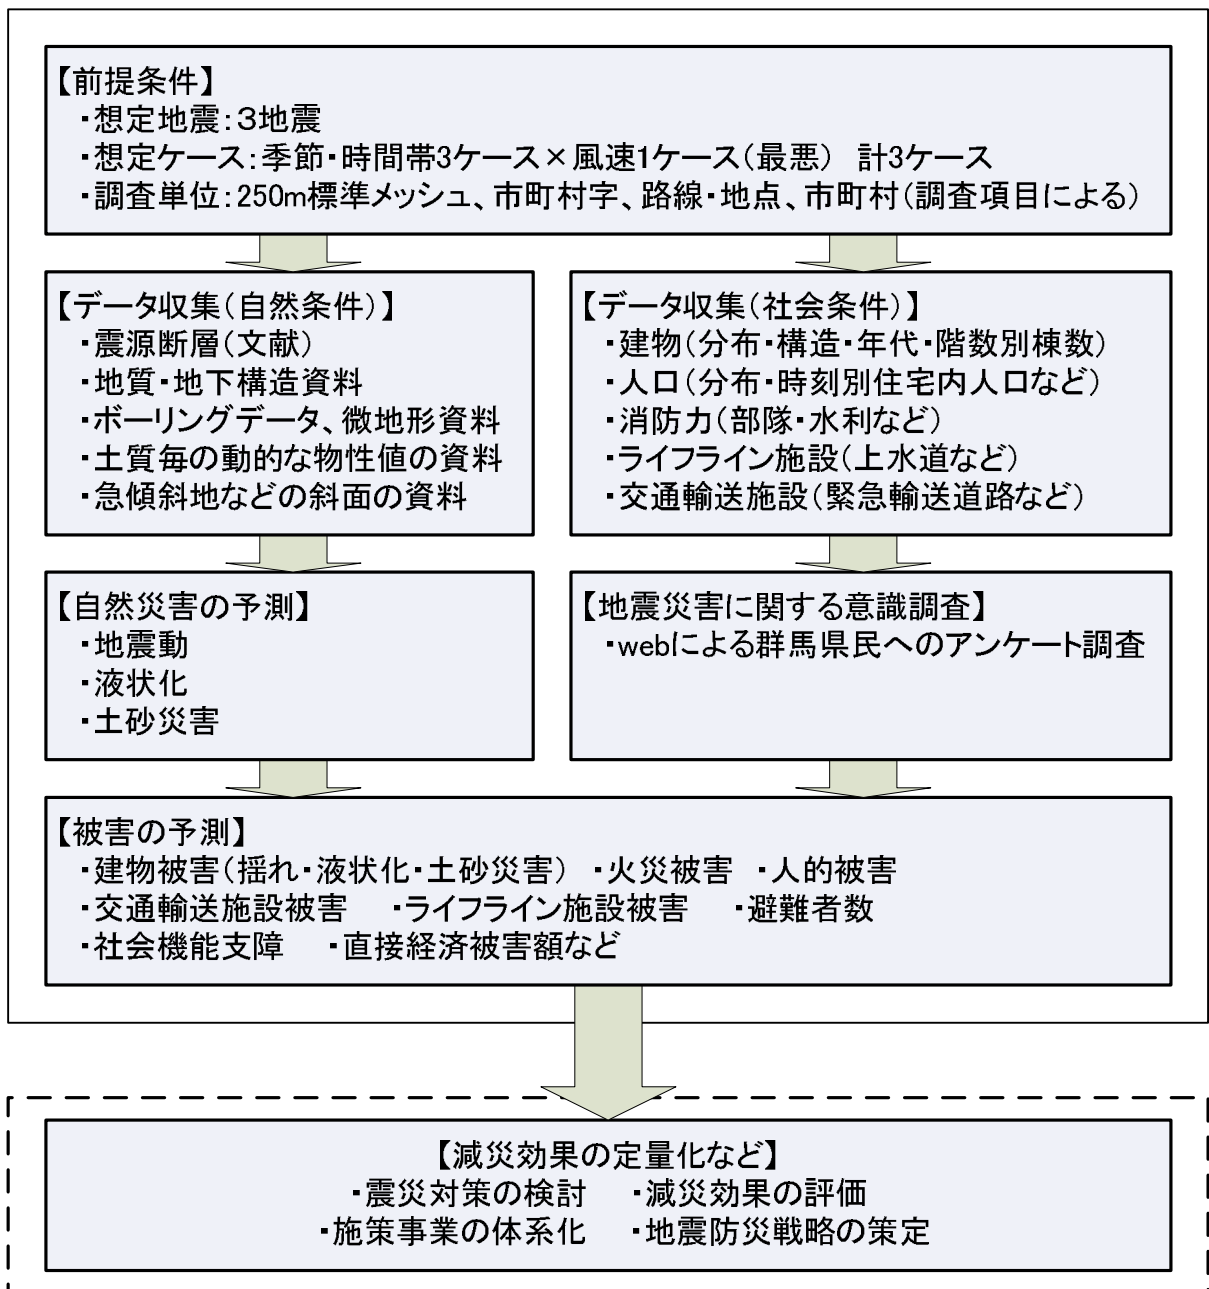 【前提条件】
・想定地震：３地震
・想定ケース：季節・時間帯3ケース×風速1ケース（最悪）　計3ケース
・調査単位：250m標準メッシュ、市町村字、路線・地点、市町村（調査項目による）
【データ収集（自然条件）】
・震源断層（文献）
・地質・地下構造資料
・ボーリングデータ、微地形資料
・土質毎の動的な物性値の資料
・急傾斜地などの斜面の資料
【データ収集（社会条件）】
・建物（分布・構造・年代・階数別棟数）
・人口（分布・時刻別住宅内人口など）
・消防力（部隊・水利など）
・ライフライン施設（上水道など）
・交通輸送施設（緊急輸送道路など）
【自然災害の予測】
・地震動
・液状化
・土砂災害
【地震災害に関する意識調査】
・webによる群馬県民へのアンケート調査
【被害の予測】
・建物被害（揺れ・液状化・土砂災害）　・火災被害　・人的被害
・交通輸送施設被害　・ライフライン施設被害　・避難者数
・社会機能支障　・直接経済被害額など
【減災効果の定量化など】
・震災対策の検討　・減災効果の評価
・施策事業の体系化　・地震防災戦略の策定